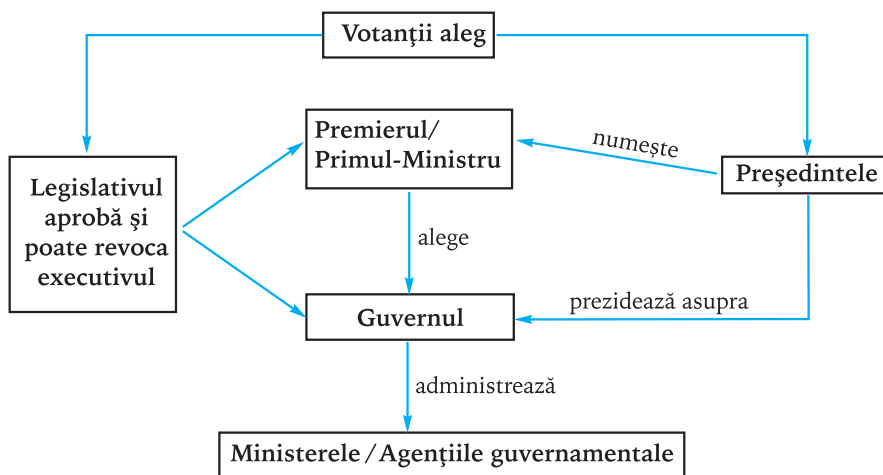 Votanţii aleg
Premierul/
Primul-Ministru
numește
Preşedintele
Legislativul
aprobă şi
poate revoca
executivul
alege
Guvernul
prezidează asupra
administrează
Ministerele/Agenţiile guvernamentale